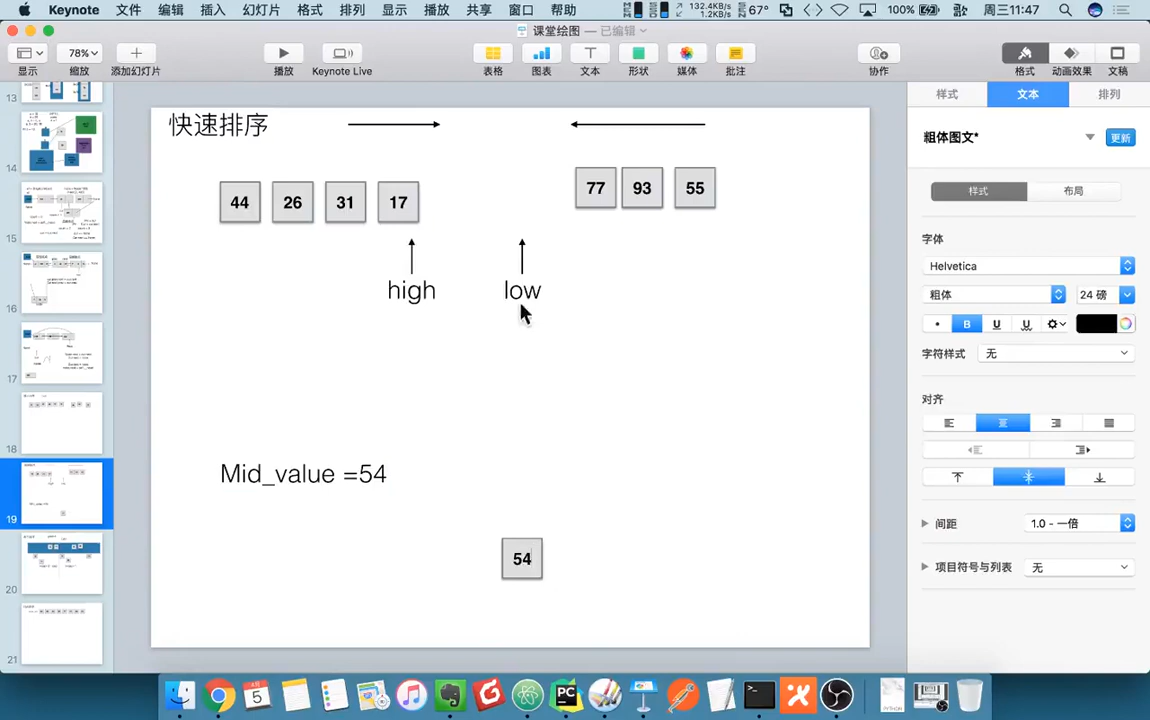 Keynote 文件 编辑 插入 幻灯片 格式 排列 显示 播放 共享 窗口 帮助 132.4KB/s 1.2KB/s 67° 100% 周三11:47
课堂绘图 — 已编辑
78%
显示 缩放 添加幻灯片 播放 Keynote Live 表格 图表 文本 形状 媒体 批注 协作 格式 动画效果 文稿
样式 文本 排列
13
14
15
16
17
18
19
20
21
快速排序
44 26 31 17 77 93 55
high low
Mid_value =54
54
粗体图文* 更新
样式 布局
字体
Helvetica
粗体 24 磅
B U U
字符样式 无
对齐
间距 1.0 - 一倍
项目符号与列表 无
5
PC
PYTHON